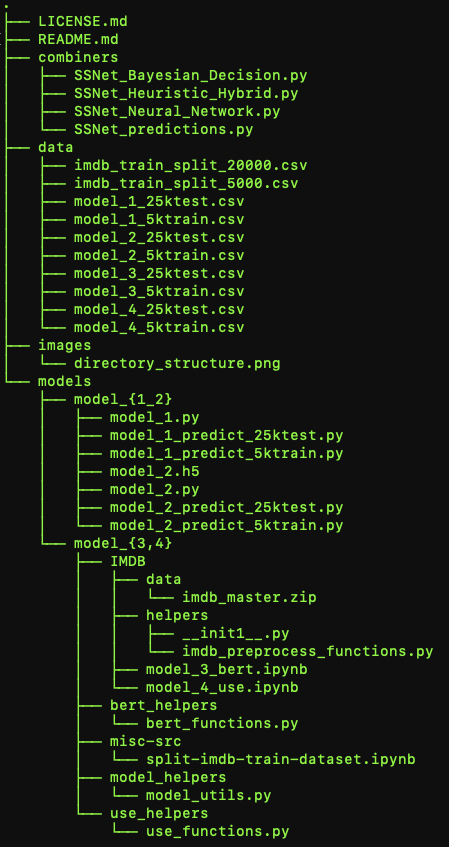 .
├── LICENSE.md
├── README.md
├── combiners
│   ├── SSNet_Bayesian_Decision.py
│   ├── SSNet_Heuristic_Hybrid.py
│   ├── SSNet_Neural_Network.py
│   └── SSNet_predictions.py
├── data
│   ├── imdb_train_split_20000.csv
│   ├── imdb_train_split_5000.csv
│   ├── model_1_25ktest.csv
│   ├── model_1_5ktrain.csv
│   ├── model_2_25ktest.csv
│   ├── model_2_5ktrain.csv
│   ├── model_3_25ktest.csv
│   ├── model_3_5ktrain.csv
│   ├── model_4_25ktest.csv
│   └── model_4_5ktrain.csv
├── images
│   └── directory_structure.png
└── models
    ├── model_{1_2}
    │   ├── model_1.py
    │   ├── model_1_predict_25ktest.py
    │   ├── model_1_predict_5ktrain.py
    │   ├── model_2.h5
    │   ├── model_2.py
    │   ├── model_2_predict_25ktest.py
    │   └── model_2_predict_5ktrain.py
    └── model_{3,4}
        ├── IMDB
        │   ├── data
        │   │   └── imdb_master.zip
        │   ├── helpers
        │   │   ├── __init1__.py
        │   │   └── imdb_preprocess_functions.py
        │   ├── model_3_bert.ipynb
        │   └── model_4_use.ipynb
        ├── bert_helpers
        │   └── bert_functions.py
        ├── misc-src
        │   └── split-imdb-train-dataset.ipynb
        ├── model_helpers
        │   └── model_utils.py
        └── use_helpers
            └── use_functions.py